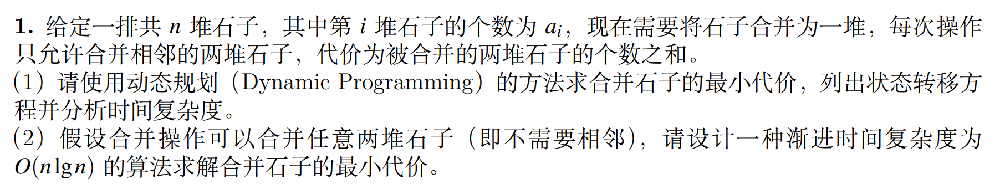 1. 给定一排共 n 堆石子，其中第 i 堆石子的个数为 aᵢ，现在需要将石子合并为一堆，每次操作
只允许合并相邻的两堆石子，代价为被合并的两堆石子的个数之和。
（1）请使用动态规划（Dynamic Programming）的方法求合并石子的最小代价，列出状态转移方
程并分析时间复杂度。
（2）假设合并操作可以合并任意两堆石子（即不需要相邻），请设计一种渐进时间复杂度为
O(n lg n) 的算法求解合并石子的最小代价。